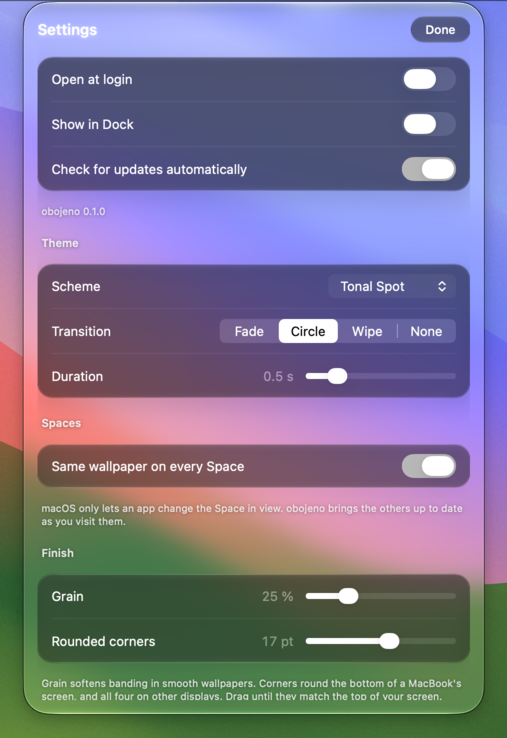 Settings
Done
Open at login
Show in Dock
Check for updates automatically
obojeno 0.1.0
Theme
Scheme
Tonal Spot
Transition
Fade
Circle
Wipe
None
Duration
0.5 s
Spaces
Same wallpaper on every Space
macOS only lets an app change the Space in view. obojeno brings the others up to date
as you visit them.
Finish
Grain
25 %
Rounded corners
17 pt
Grain softens banding in smooth wallpapers. Corners round the bottom of a MacBook's
screen, and all four on other displays. Drag until they match the top of your screen.